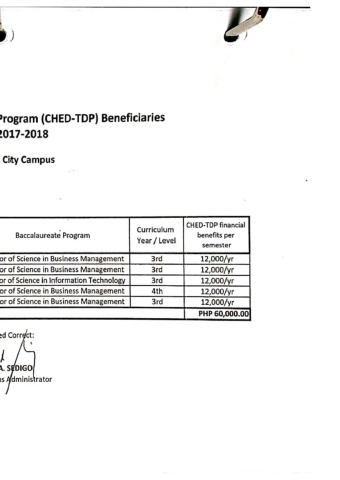 Program (CHED-TDP) Beneficiaries
2017-2018
City Campus
Baccalaureate Program Curriculum Year / Level CHED-TDP financial benefits per semester
or of Science in Business Management 3rd 12,000/yr
or of Science in Business Management 3rd 12,000/yr
or of Science in Information Technology 3rd 12,000/yr
or of Science in Business Management 4th 12,000/yr
or of Science in Business Management 3rd 12,000/yr
PHP 60,000.00
ed Correct:
A. SEDIGO
us Administrator